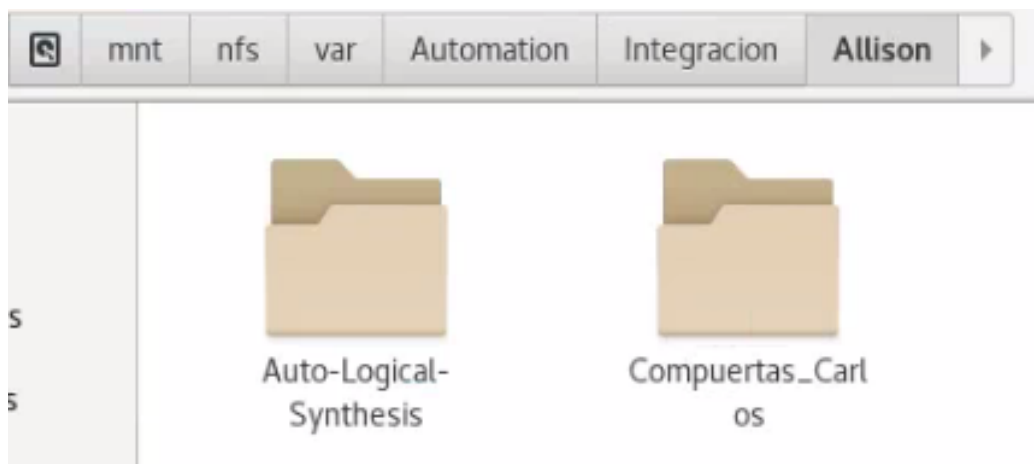 mnt nfs var Automation Integracion Allison
s
s
Auto-Logical-
Synthesis
Compuertas_Carl
os